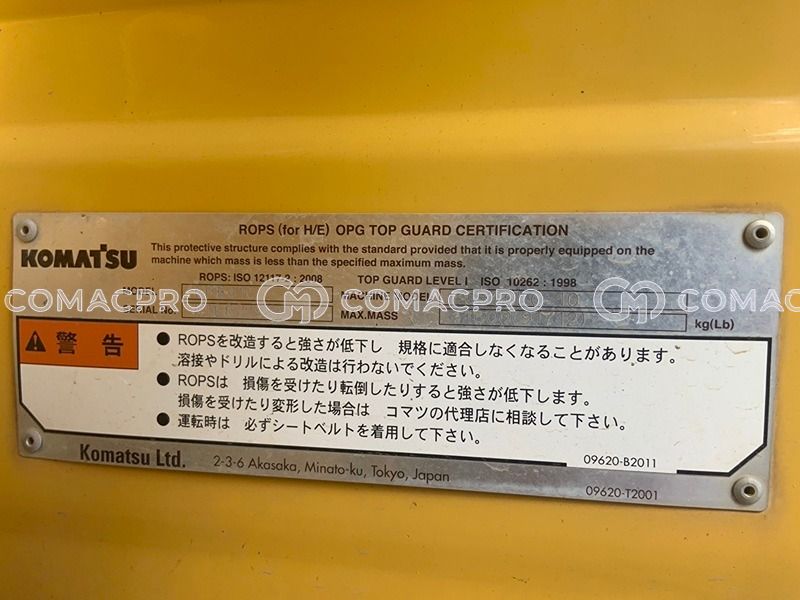 ROPS (for H/E) OPG TOP GUARD CERTIFICATION
KOMATSU
This protective structure complies with the standard provided that it is properly equipped on the
machine which mass is less than the specified maximum mass.
ROPS: ISO 12117-2 : 2008 TOP GUARD LEVEL I ISO 10262 : 1998
MODEL MACHINE MODEL
COMACPRO COMACPRO COMACPRO
SERIAL No. MAX.MASS kg(Lb)
警告
● ROPSを改造すると強さが低下し 規格に適合しなくなることがあります。
溶接やドリルによる改造は行わないでください。
● ROPSは 損傷を受けたり転倒したりすると強さが低下します。
損傷を受けたり変形した場合は コマツの代理店に相談して下さい。
● 運転時は 必ずシートベルトを着用して下さい。
09620-B2011
Komatsu Ltd. 2-3-6 Akasaka, Minato-ku, Tokyo, Japan
09620-T2001